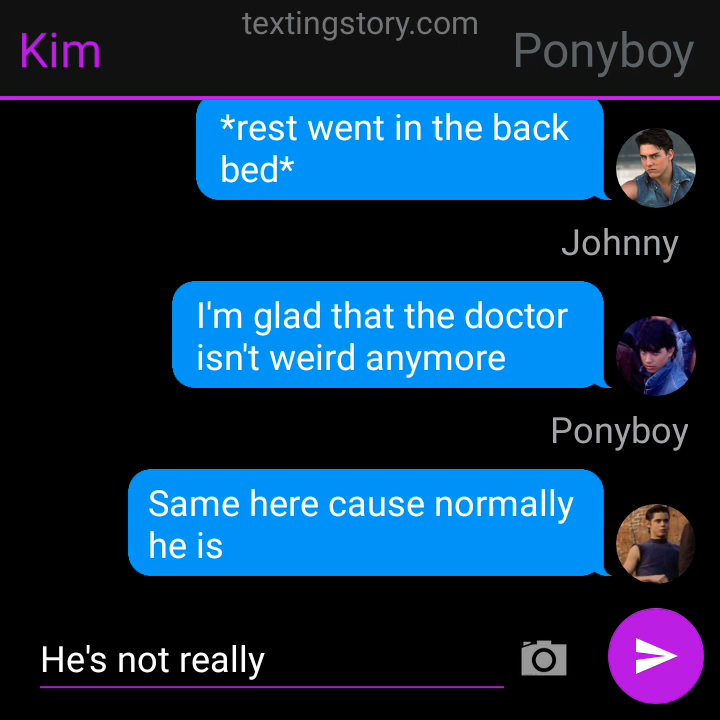 textingstory.com
Kim
Ponyboy
*rest went in the back
bed*
Johnny
I'm glad that the doctor
isn't weird anymore
Ponyboy
Same here cause normally
he is
He's not really